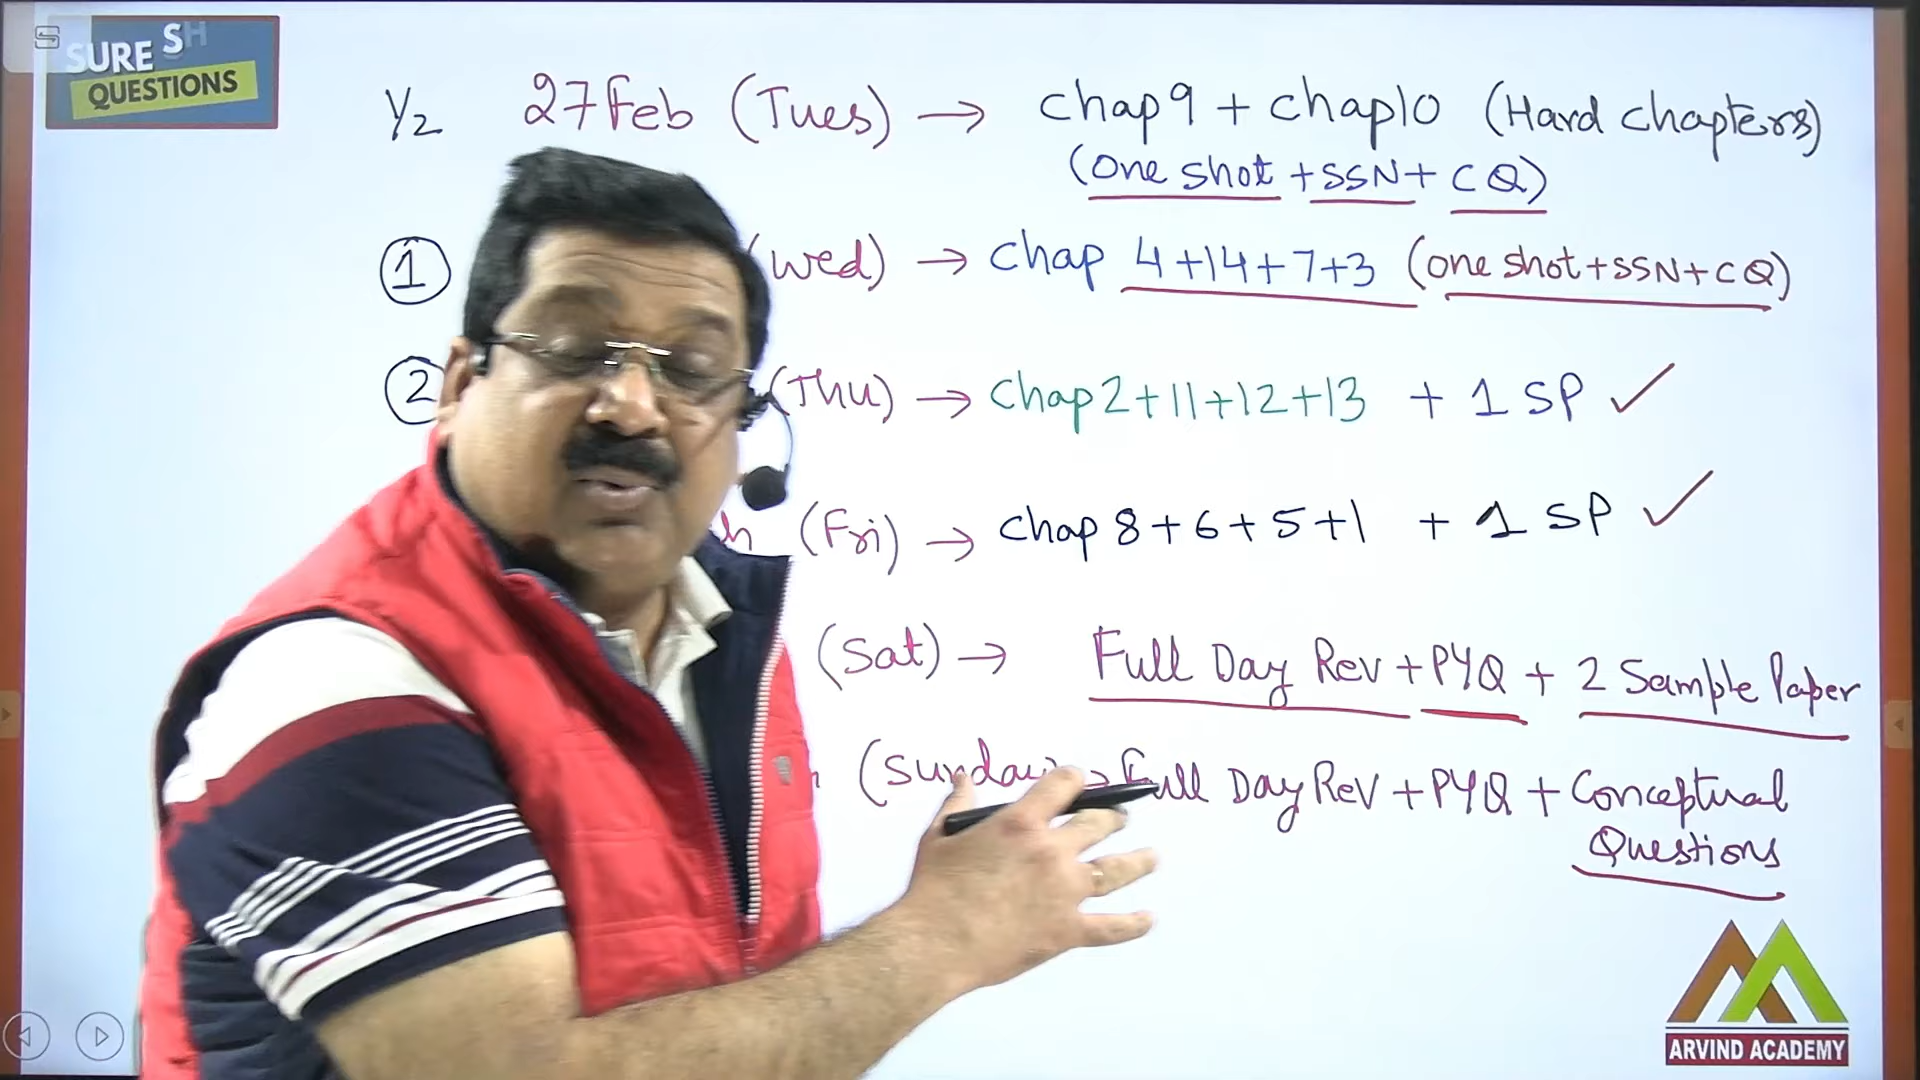 SURE SH
QUESTIONS
1/2 27 Feb (Tues) → Chap 9 + Chap 10 (Hard Chapters)
(One shot + SSN + CQ)
① (Wed) → Chap 4+14+7+3 (One shot + SSN + CQ)
② (Thu) → Chap 2+11+12+13 + 1 SP ✓
h (Fri) → Chap 8+6+5+1 + 1 SP ✓
(Sat) → Full Day Rev + PYQ + 2 Sample Paper
(Sunday) → Full Day Rev + PYQ + Conceptual
Questions
ARVIND ACADEMY